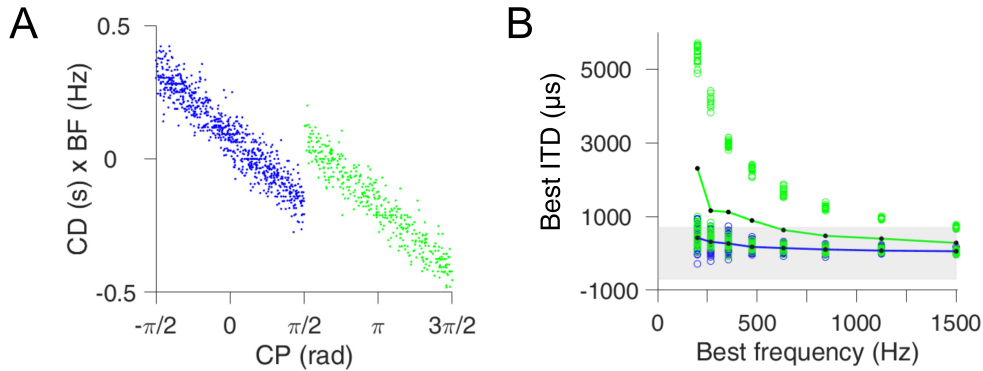 A
0.5
0
-0.5
CD (s) x BF (Hz)
-π/2
0
π/2
π
3π/2
CP (rad)
B
5000
3000
1000
-1000
Best ITD (µs)
0
500
1000
1500
Best frequency (Hz)